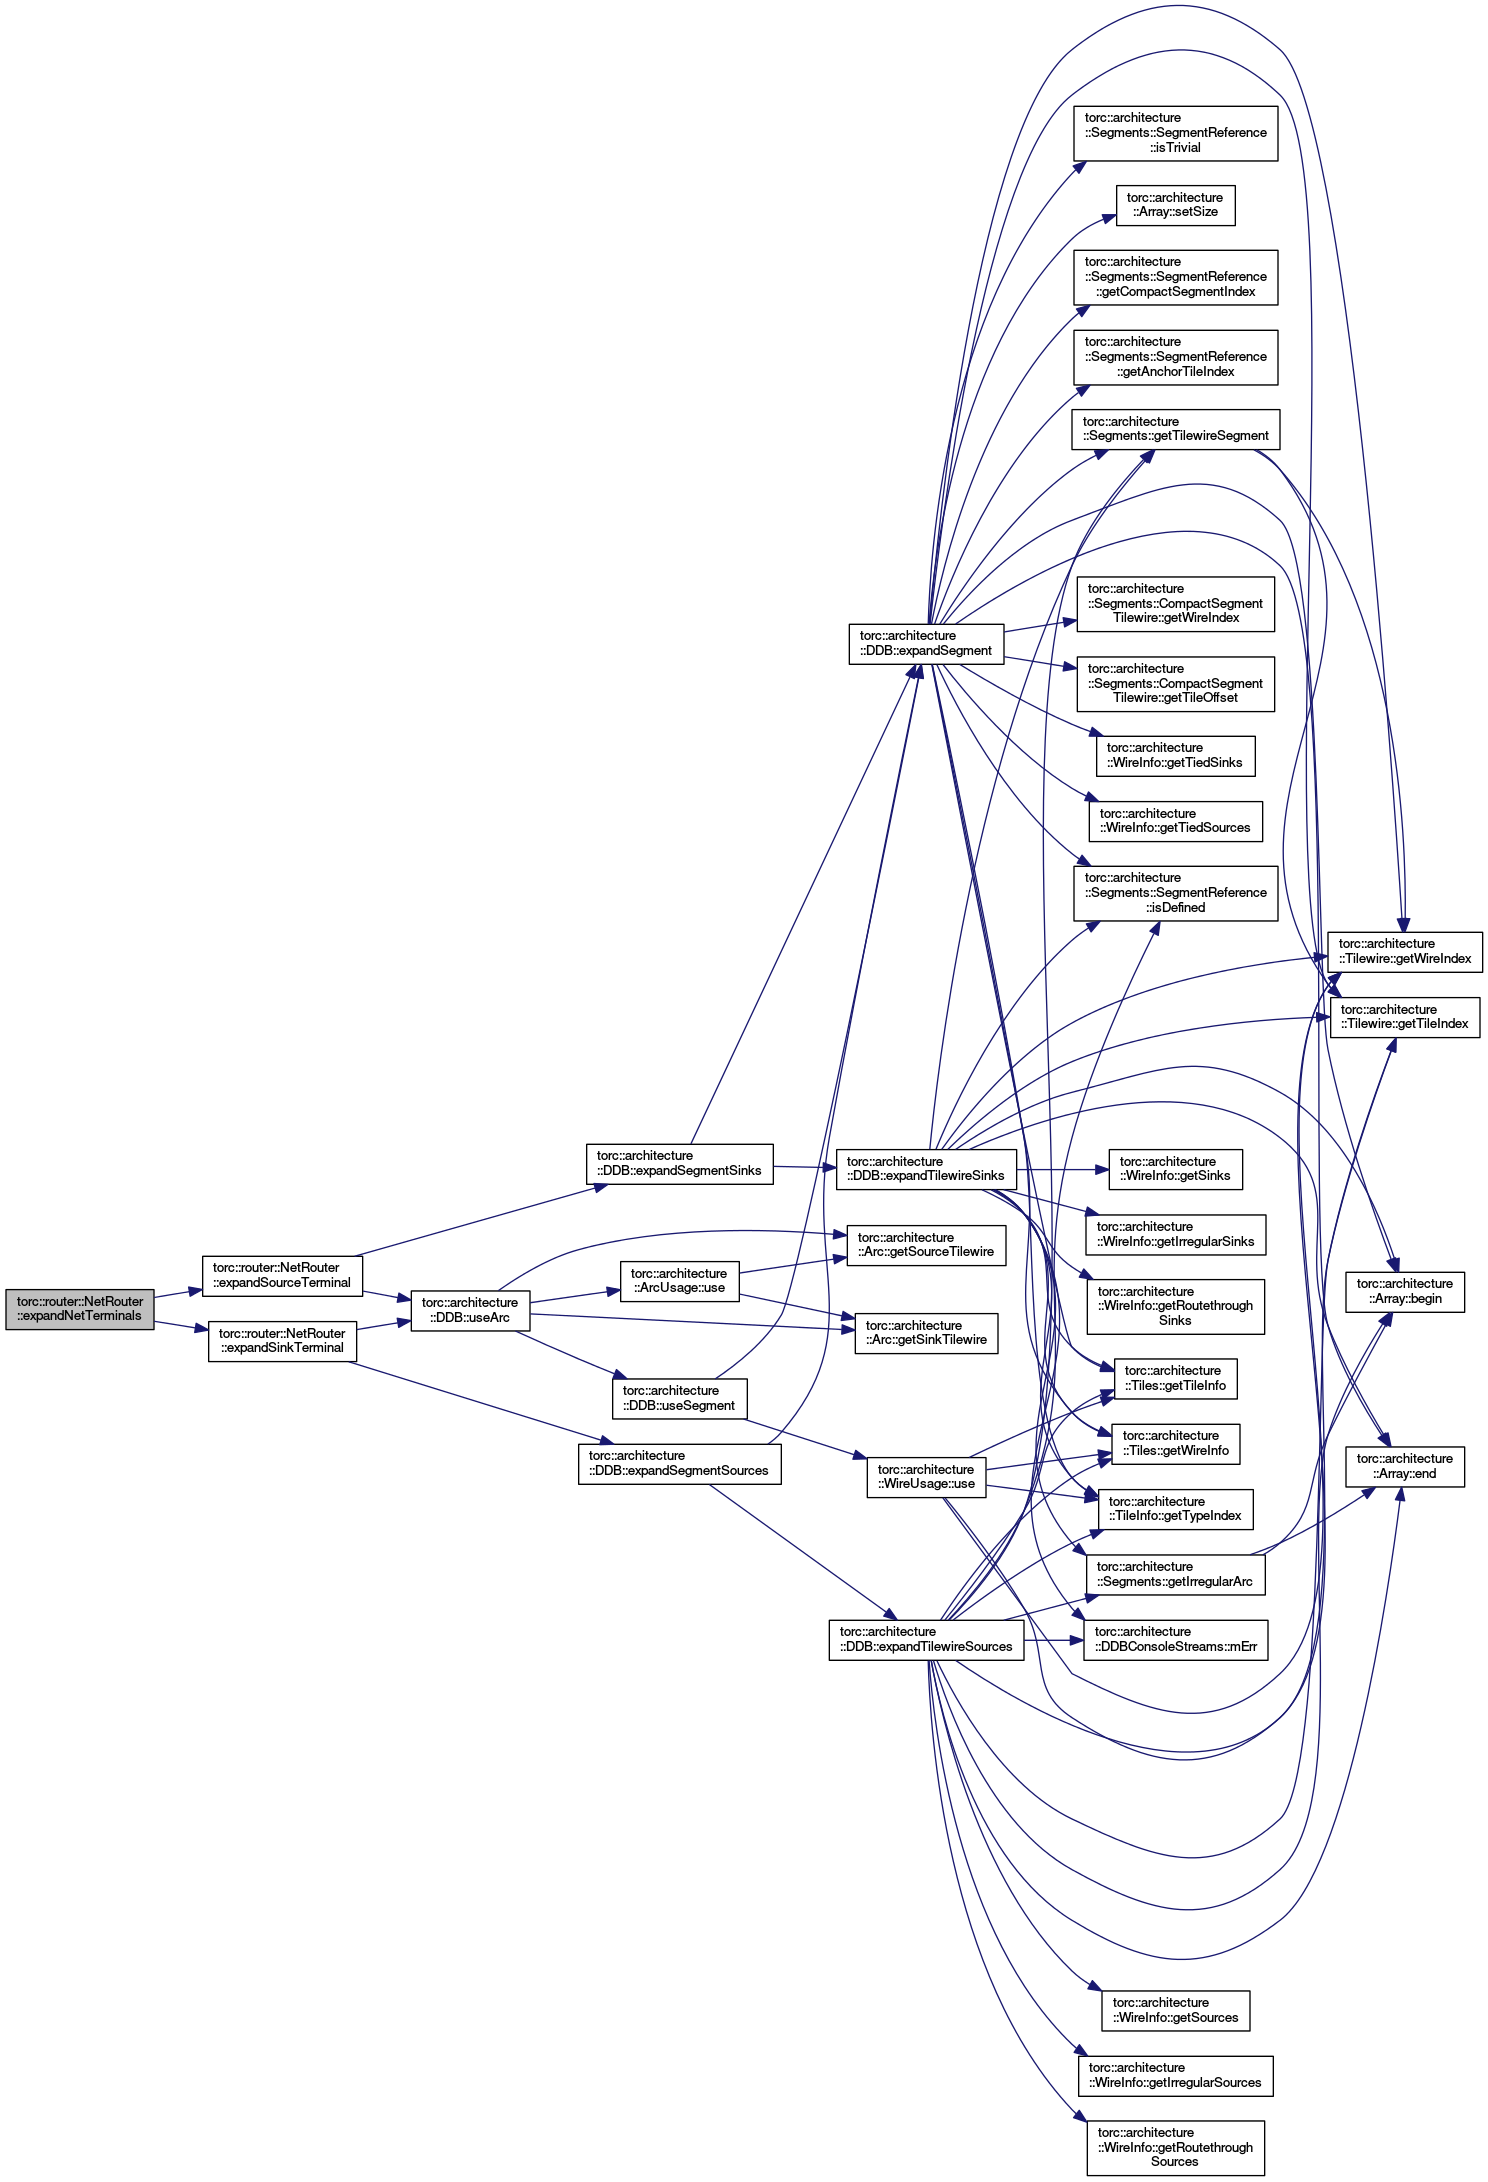 torc::architecture
::Segments::SegmentReference
::isTrivial
torc::architecture
::Array::setSize
torc::architecture
::Segments::SegmentReference
::getCompactSegmentIndex
torc::architecture
::Segments::SegmentReference
::getAnchorTileIndex
torc::architecture
::Segments::getTilewireSegment
torc::architecture
::Segments::CompactSegment
Tilewire::getWireIndex
torc::architecture
::DDB::expandSegment
torc::architecture
::Segments::CompactSegment
Tilewire::getTileOffset
torc::architecture
::WireInfo::getTiedSinks
torc::architecture
::WireInfo::getTiedSources
torc::architecture
::Segments::SegmentReference
::isDefined
torc::architecture
::Tilewire::getWireIndex
torc::architecture
::Tilewire::getTileIndex
torc::architecture
::DDB::expandSegmentSinks
torc::architecture
::DDB::expandTilewireSinks
torc::architecture
::WireInfo::getSinks
torc::architecture
::WireInfo::getIrregularSinks
torc::architecture
::Arc::getSourceTilewire
torc::router::NetRouter
::expandSourceTerminal
torc::architecture
::ArcUsage::use
torc::architecture
::WireInfo::getRoutethrough
Sinks
torc::architecture
::Array::begin
torc::router::NetRouter
::expandNetTerminals
torc::architecture
::DDB::useArc
torc::router::NetRouter
::expandSinkTerminal
torc::architecture
::Arc::getSinkTilewire
torc::architecture
::Tiles::getTileInfo
torc::architecture
::DDB::useSegment
torc::architecture
::Tiles::getWireInfo
torc::architecture
::DDB::expandSegmentSources
torc::architecture
::WireUsage::use
torc::architecture
::Array::end
torc::architecture
::TileInfo::getTypeIndex
torc::architecture
::Segments::getIrregularArc
torc::architecture
::DDB::expandTilewireSources
torc::architecture
::DDBConsoleStreams::mErr
torc::architecture
::WireInfo::getSources
torc::architecture
::WireInfo::getIrregularSources
torc::architecture
::WireInfo::getRoutethrough
Sources